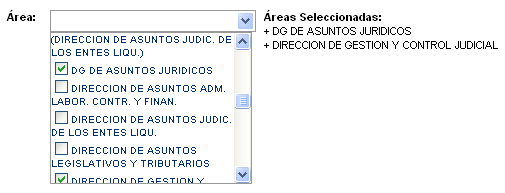 Área:
Áreas Seleccionadas:
+ DG DE ASUNTOS JURIDICOS
+ DIRECCION DE GESTION Y CONTROL JUDICIAL
(DIRECCION DE ASUNTOS JUDIC. DE
LOS ENTES LIQU.)
DG DE ASUNTOS JURIDICOS
DIRECCION DE ASUNTOS ADM.
LABOR. CONTR. Y FINAN.
DIRECCION DE ASUNTOS JUDIC.
DE LOS ENTES LIQU.
DIRECCION DE ASUNTOS
LEGISLATIVOS Y TRIBUTARIOS
DIRECCION DE GESTION Y